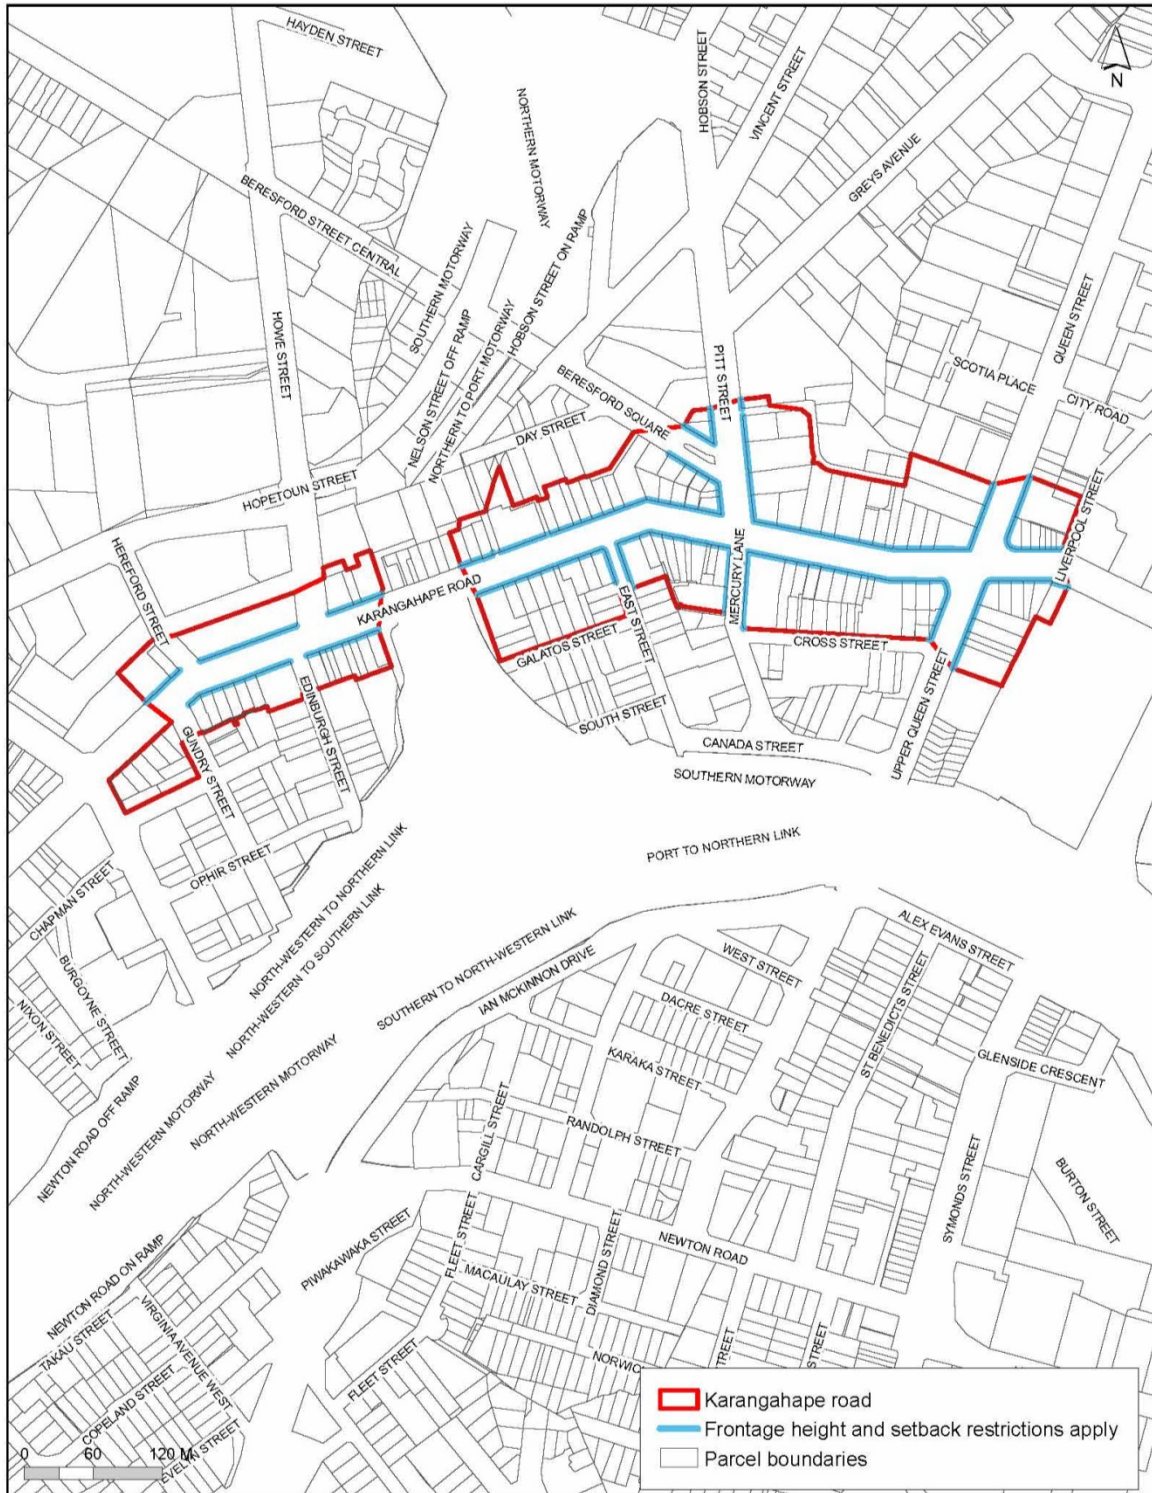 HAYDEN STREET
HOBSON STREET
VINCENT STREET
N
NORTHERN MOTORWAY
GREYS AVENUE
BERESFORD STREET CENTRAL
SOUTHERN MOTORWAY
HOBSON STREET ON RAMP
QUEEN STREET
HOWE STREET
NELSON STREET OFF RAMP
NORTHERN TO PORT MOTORWAY
PITT STREET
SCOTIA PLACE
CITY ROAD
BERESFORD SQUARE
DAY STREET
HOPETOUN STREET
LIVERPOOL STREET
HEREFORD STREET
KARANGAHAPE ROAD
MERCURY LANE
EAST STREET
GALATOS STREET
CROSS STREET
EDINBURGH STREET
SOUTH STREET
UPPER QUEEN STREET
GUNDRY STREET
CANADA STREET
SOUTHERN MOTORWAY
PORT TO NORTHERN LINK
OPHIR STREET
CHAPMAN STREET
NORTH-WESTERN TO NORTHERN LINK
NORTH-WESTERN TO SOUTHERN LINK
SOUTHERN TO NORTH-WESTERN LINK
ALEX EVANS STREET
WEST STREET
BURGOYNE STREET
IAN MCKINNON DRIVE
ST BENEDICTS STREET
NIXON STREET
DACRE STREET
KARAKA STREET
GLENSIDE CRESCENT
NEWTON ROAD OFF RAMP
NORTH-WESTERN MOTORWAY
NORTH-WESTERN MOTORWAY
CARGILL STREET
RANDOLPH STREET
SYMONDS STREET
BURTON STREET
PIWAKAWAKA STREET
FLEET STREET
DIAMOND STREET
NEWTON ROAD
NEWTON ROAD ON RAMP
MACAULAY STREET
TAKAU STREET
VIRGINIA AVENUE WEST
FLEET STREET
NORWIC
STREET
STREET
COPELAND STREET
EVELYN STREET
0 60 120 M
Karangahape road
Frontage height and setback restrictions apply
Parcel boundaries